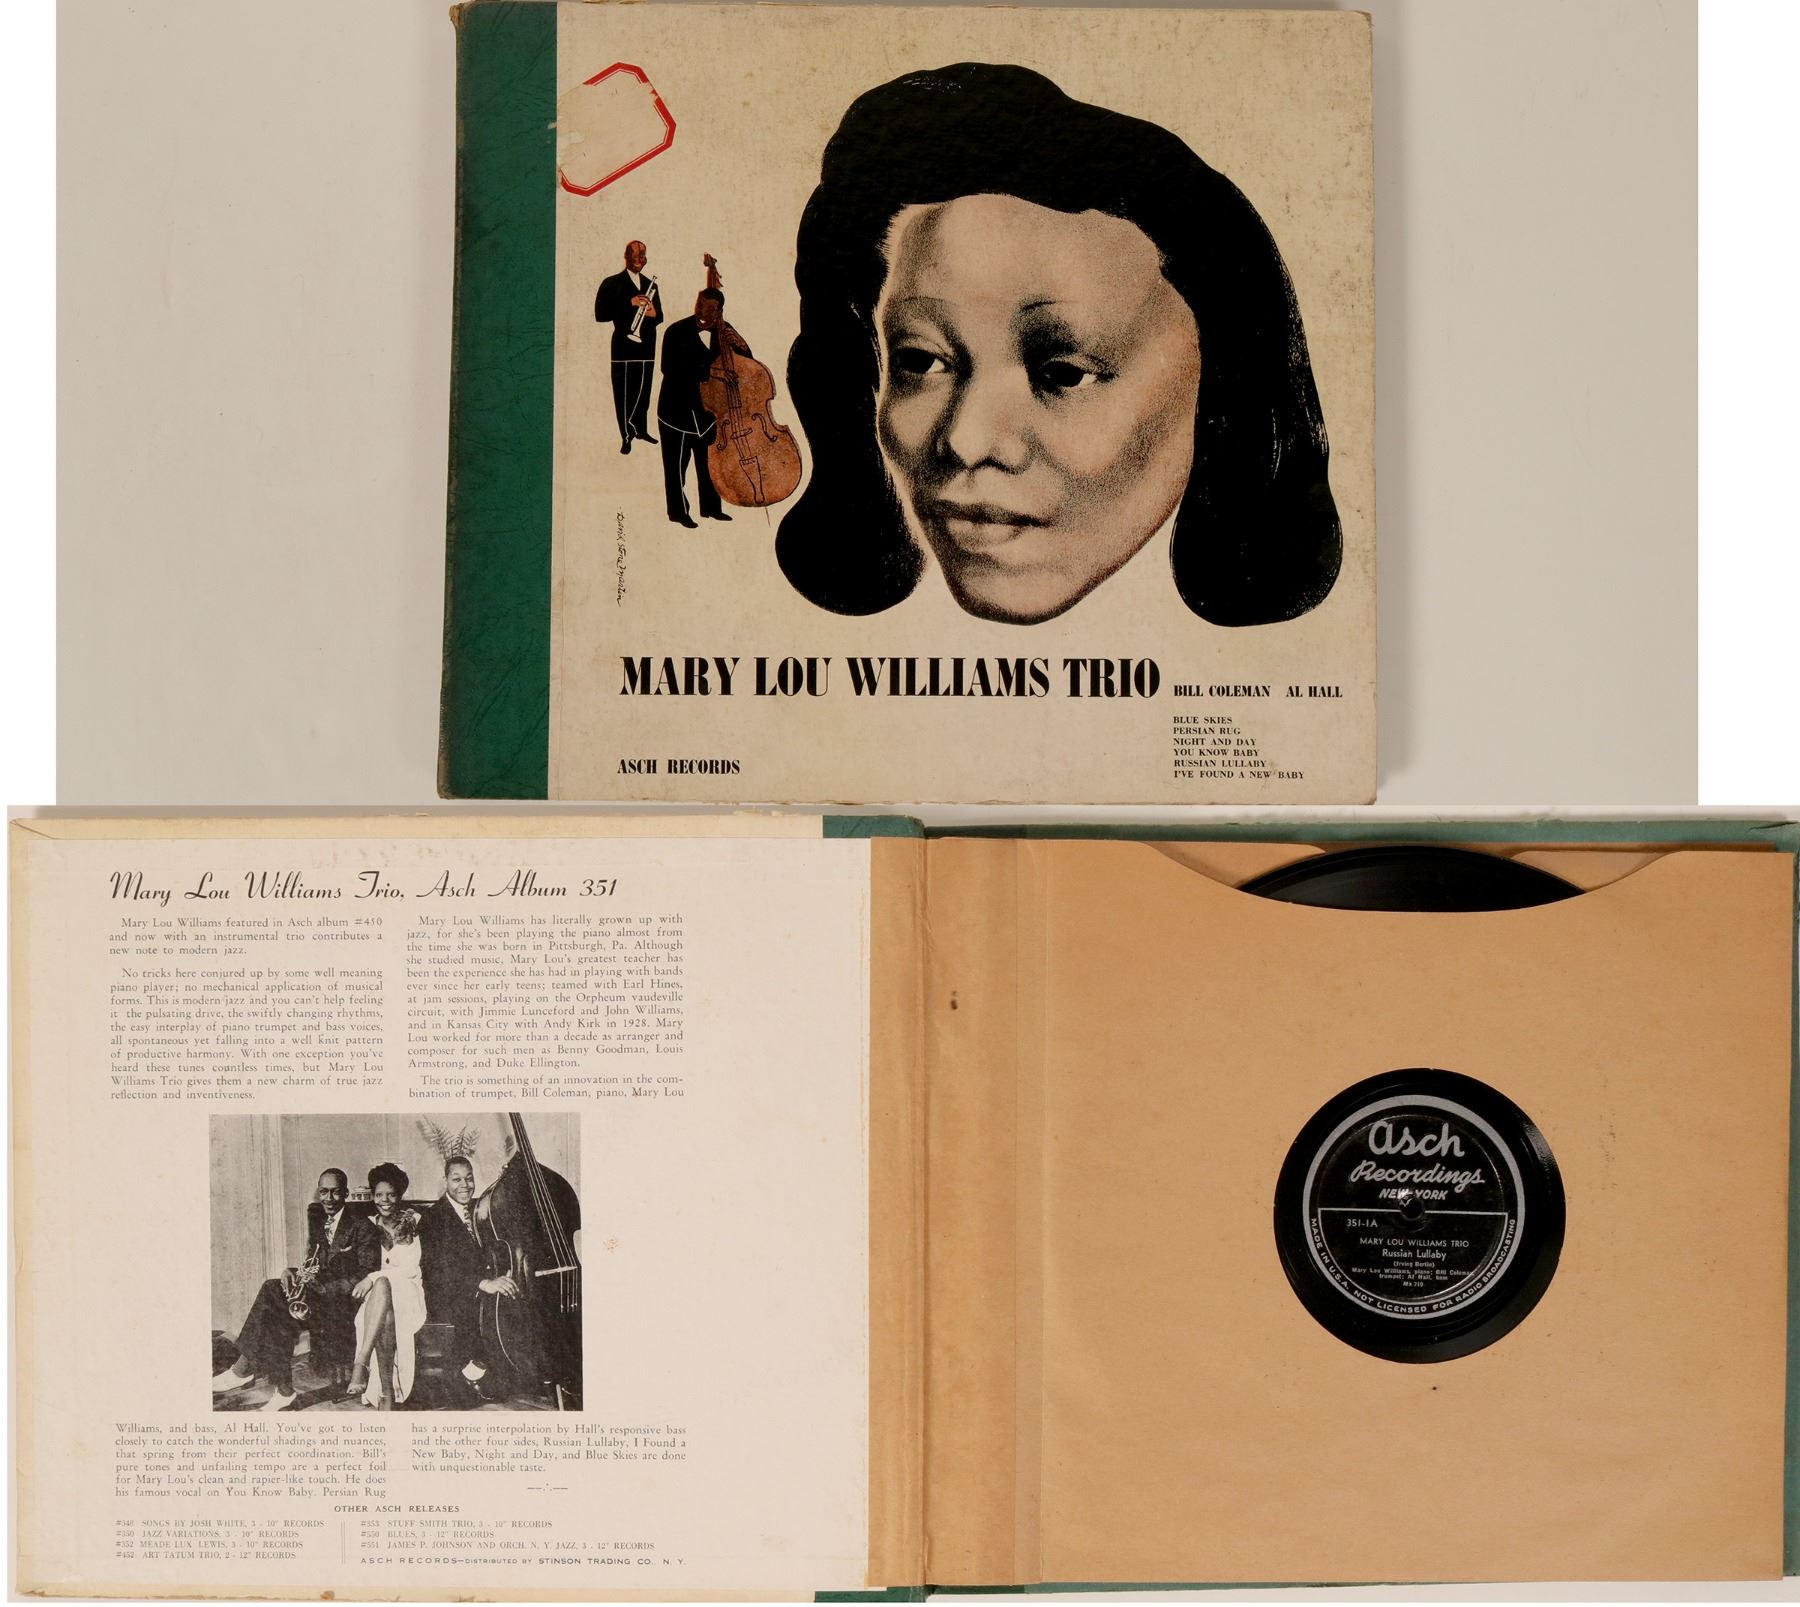 David Stone Martin
MARY LOU WILLIAMS TRIO
BILL COLEMAN AL HALL
BLUE SKIES
PERSIAN RUG
NIGHT AND DAY
YOU KNOW BABY
RUSSIAN LULLABY
I'VE FOUND A NEW BABY
ASCH RECORDS
Mary Lou Williams Trio, Asch Album 351
Mary Lou Williams featured in Asch album #450
and now with an instrumental trio contributes a
new note to modern jazz.
No tricks here conjured up by some well meaning
piano player; no mechanical application of musical
forms. This is modern jazz and you can't help feeling
it the pulsating drive, the swiftly changing rhythms,
the easy interplay of piano trumpet and bass voices,
all spontaneous yet falling into a well knit pattern
of productive harmony. With one exception you've
heard these tunes countless times, but Mary Lou
Williams Trio gives them a new charm of true jazz
reflection and inventiveness.
Mary Lou Williams has literally grown up with
jazz, for she's been playing the piano almost from
the time she was born in Pittsburgh, Pa. Although
she studied music, Mary Lou's greatest teacher has
been the experience she has had in playing with bands
ever since her early teens; teamed with Earl Hines,
at jam sessions, playing on the Orpheum vaudeville
circuit, with Jimmie Lunceford and John Williams,
and in Kansas City with Andy Kirk in 1928. Mary
Lou worked for more than a decade as arranger and
composer for such men as Benny Goodman, Louis
Armstrong, and Duke Ellington.
The trio is something of an innovation in the com-
bination of trumpet, Bill Coleman, piano, Mary Lou
Williams, and bass, Al Hall. You've got to listen
closely to catch the wonderful shadings and nuances,
that spring from their perfect coordination. Bill's
pure tones and unfailing tempo are a perfect foil
for Mary Lou's clean and rapier-like touch. He does
his famous vocal on You Know Baby. Persian Rug
has a surprise interpolation by Hall's responsive bass
and the other four sides, Russian Lullaby, I Found a
New Baby, Night and Day, and Blue Skies are done
with unquestionable taste.
OTHER ASCH RELEASES
#348 SONGS BY JOSH WHITE, 3 - 10" RECORDS
#350 JAZZ VARIATIONS, 3 - 10" RECORDS
#352 MEADE LUX LEWIS, 3 - 10" RECORDS
#452 ART TATUM TRIO, 2 - 12" RECORDS
#353 STUFF SMITH TRIO, 3 - 10" RECORDS
#550 BLUES, 3 - 12" RECORDS
#551 JAMES P. JOHNSON AND ORCH. N. Y. JAZZ, 3 - 12" RECORDS
ASCH RECORDS—DISTRIBUTED BY STINSON TRADING CO., N. Y.
Asch
Recordings
NEW YORK
351-1A
MARY LOU WILLIAMS TRIO
Russian Lullaby
(Irving Berlin)
Mary Lou Williams, piano; Bill Coleman
trumpet; Al Hall, bass
Mx 710
MADE IN U.S.A. NOT LICENSED FOR RADIO BROADCASTING